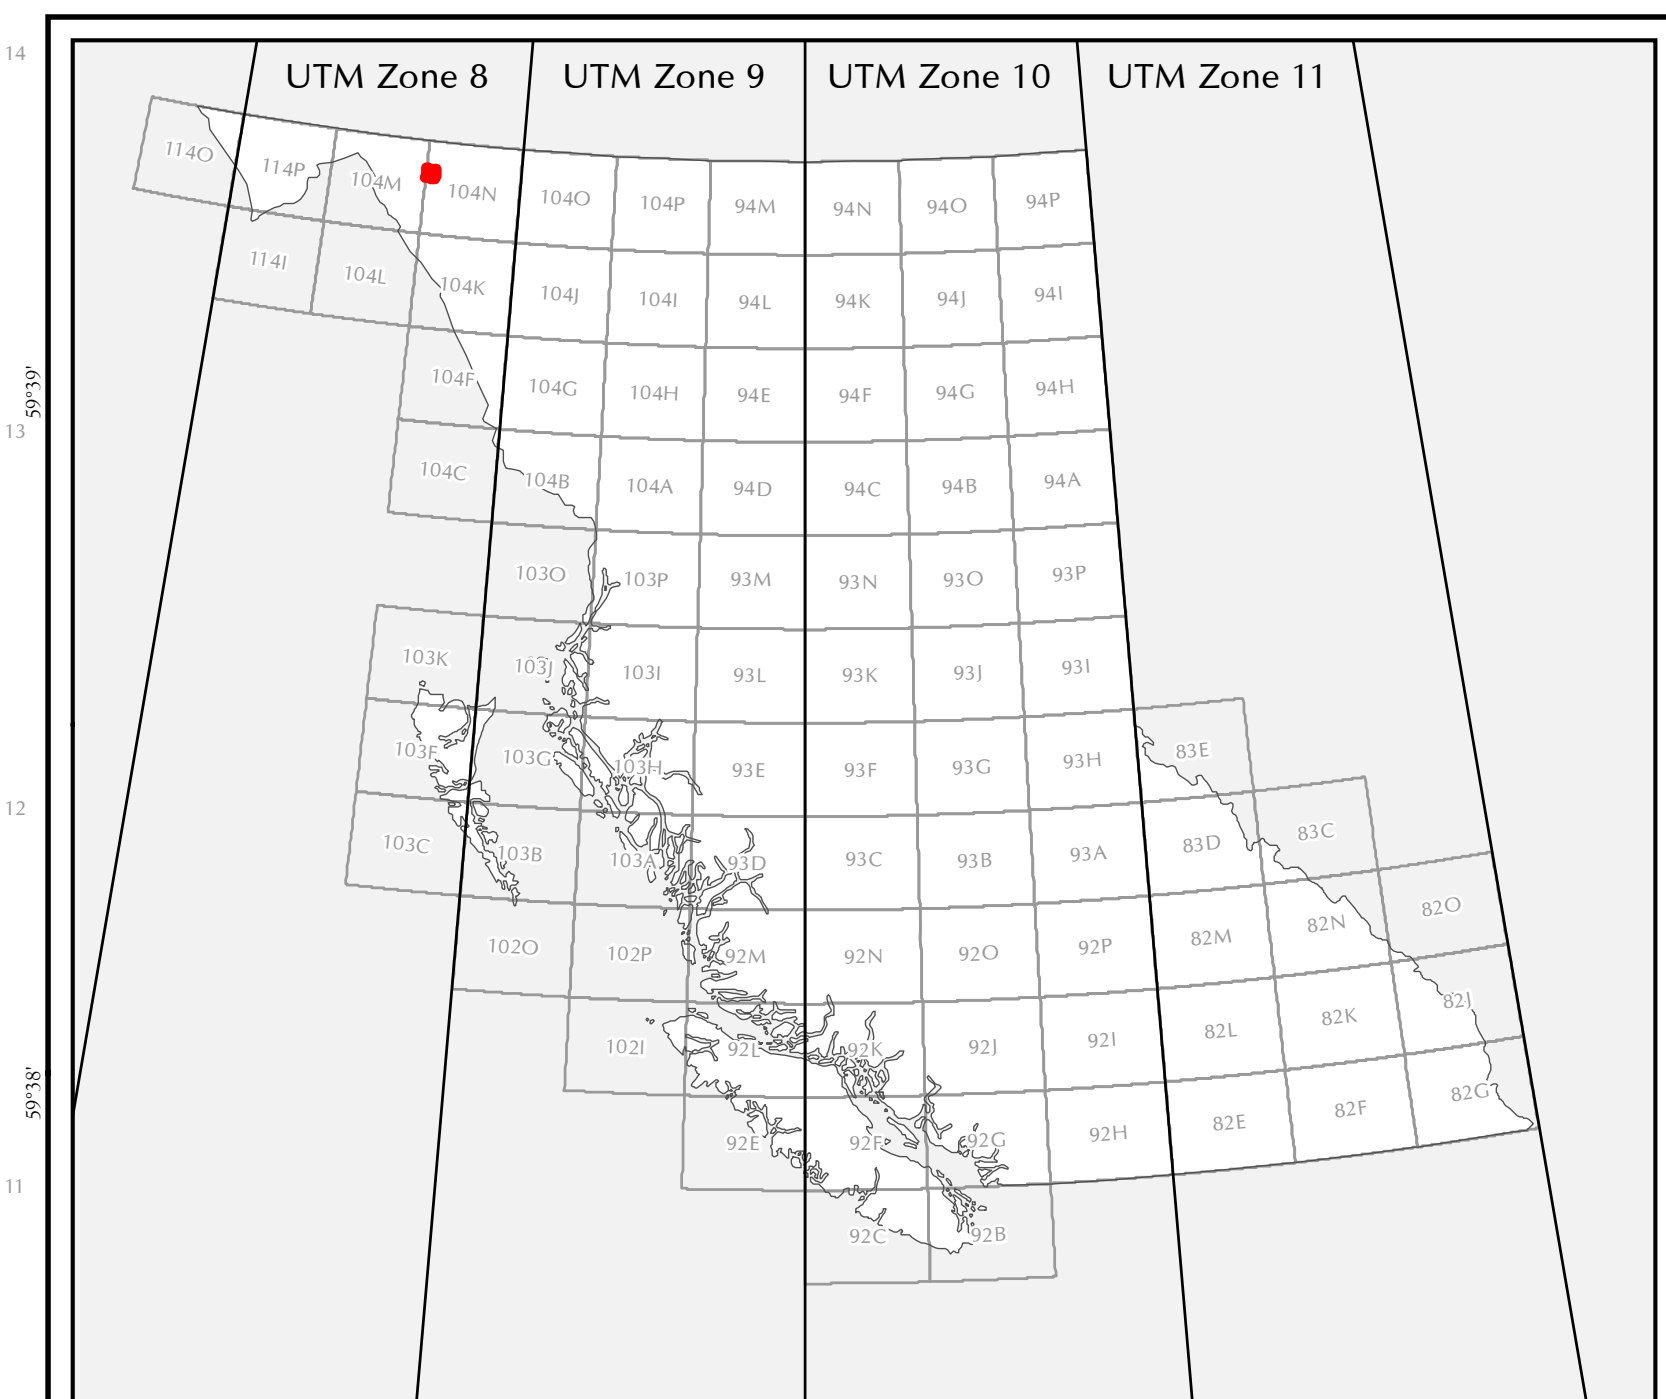 14
UTM Zone 8 UTM Zone 9 UTM Zone 10 UTM Zone 11
114O 114P 104M 104N 104O 104P 94M 94N 94O 94P
114I 104L 104K 104J 104I 94L 94K 94J 94I
59°39'
104F 104G 104H 94E 94F 94G 94H
13
104C 104B 104A 94D 94C 94B 94A
103O 103P 93M 93N 93O 93P
103K 103J 103I 93L 93K 93J 93I
103F 103G 103H 93E 93F 93G 93H 83E
12
103C 103B 103A 93D 93C 93B 93A 83D 83C
102O 102P 92M 92N 92O 92P 82M 82N 82O
102I 92L 92K 92J 92I 82L 82K 82J
59°38'
92E 92F 92G 92H 82E 82F 82G
11
92C 92B